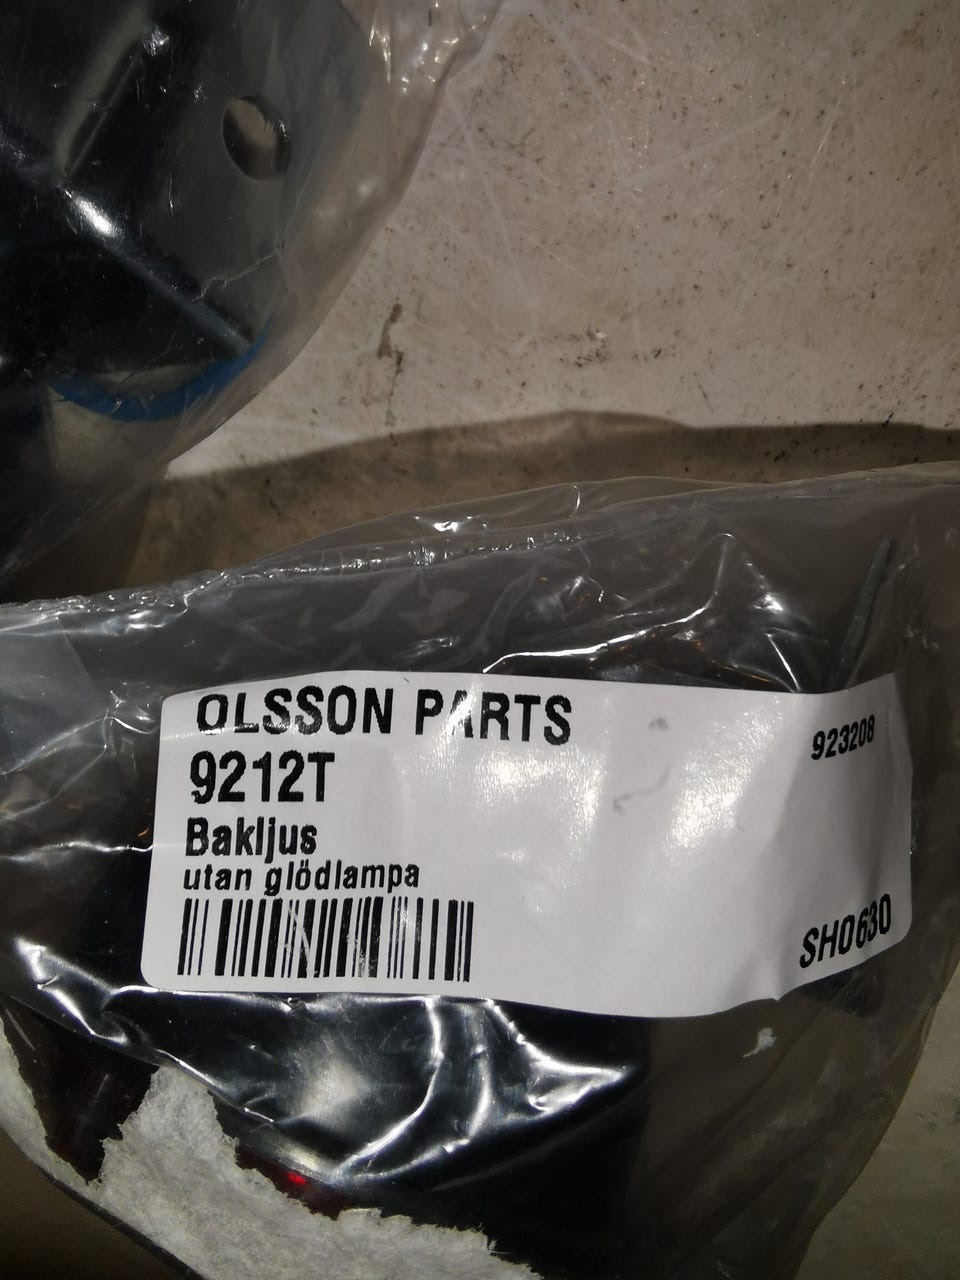 OLSSON PARTS
923208
9212T
Bakljus
utan glödlampa
SH0630